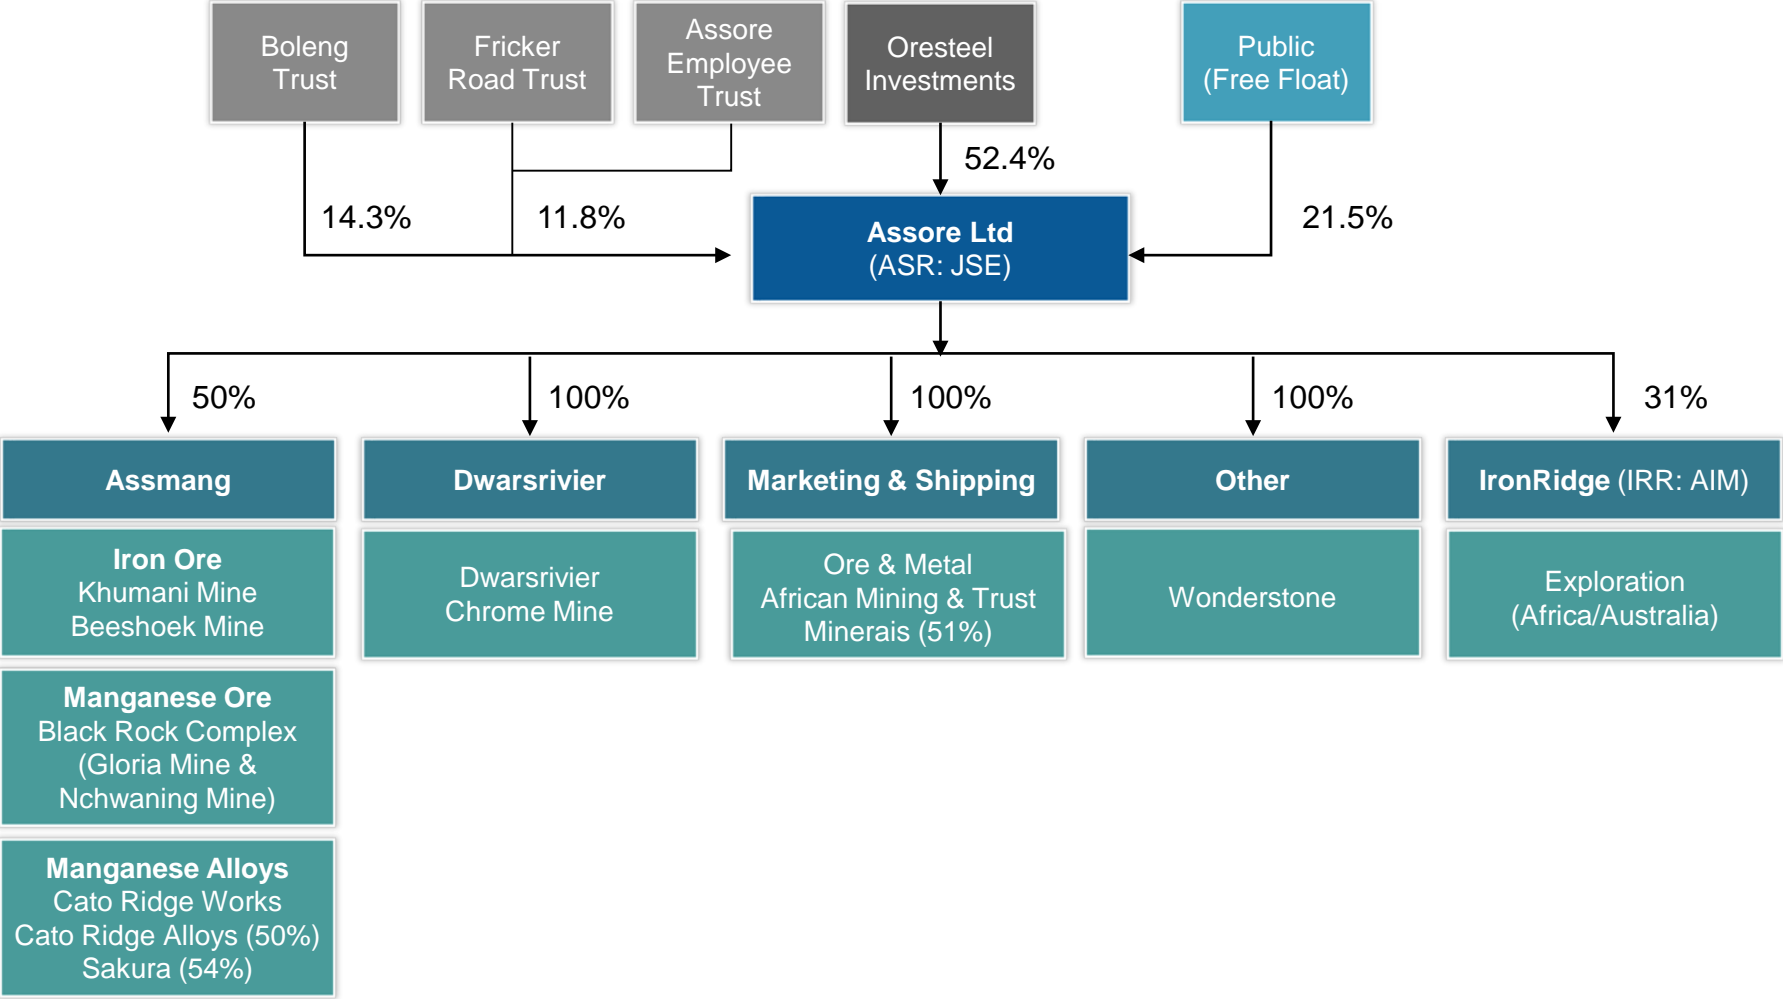 Boleng
Trust
Fricker
Road Trust
Assore
Employee
Trust
Oresteel
Investments
Public
(Free Float)
52.4%
14.3%
11.8%
21.5%
Assore Ltd
(ASR: JSE)
50%
100%
100%
100%
31%
Assmang
Dwarsrivier
Marketing & Shipping
Other
IronRidge (IRR: AIM)
Iron Ore
Khumani Mine
Beeshoek Mine
Dwarsrivier
Chrome Mine
Ore & Metal
African Mining & Trust
Minerais (51%)
Wonderstone
Exploration
(Africa/Australia)
Manganese Ore
Black Rock Complex
(Gloria Mine &
Nchwaning Mine)
Manganese Alloys
Cato Ridge Works
Cato Ridge Alloys (50%)
Sakura (54%)